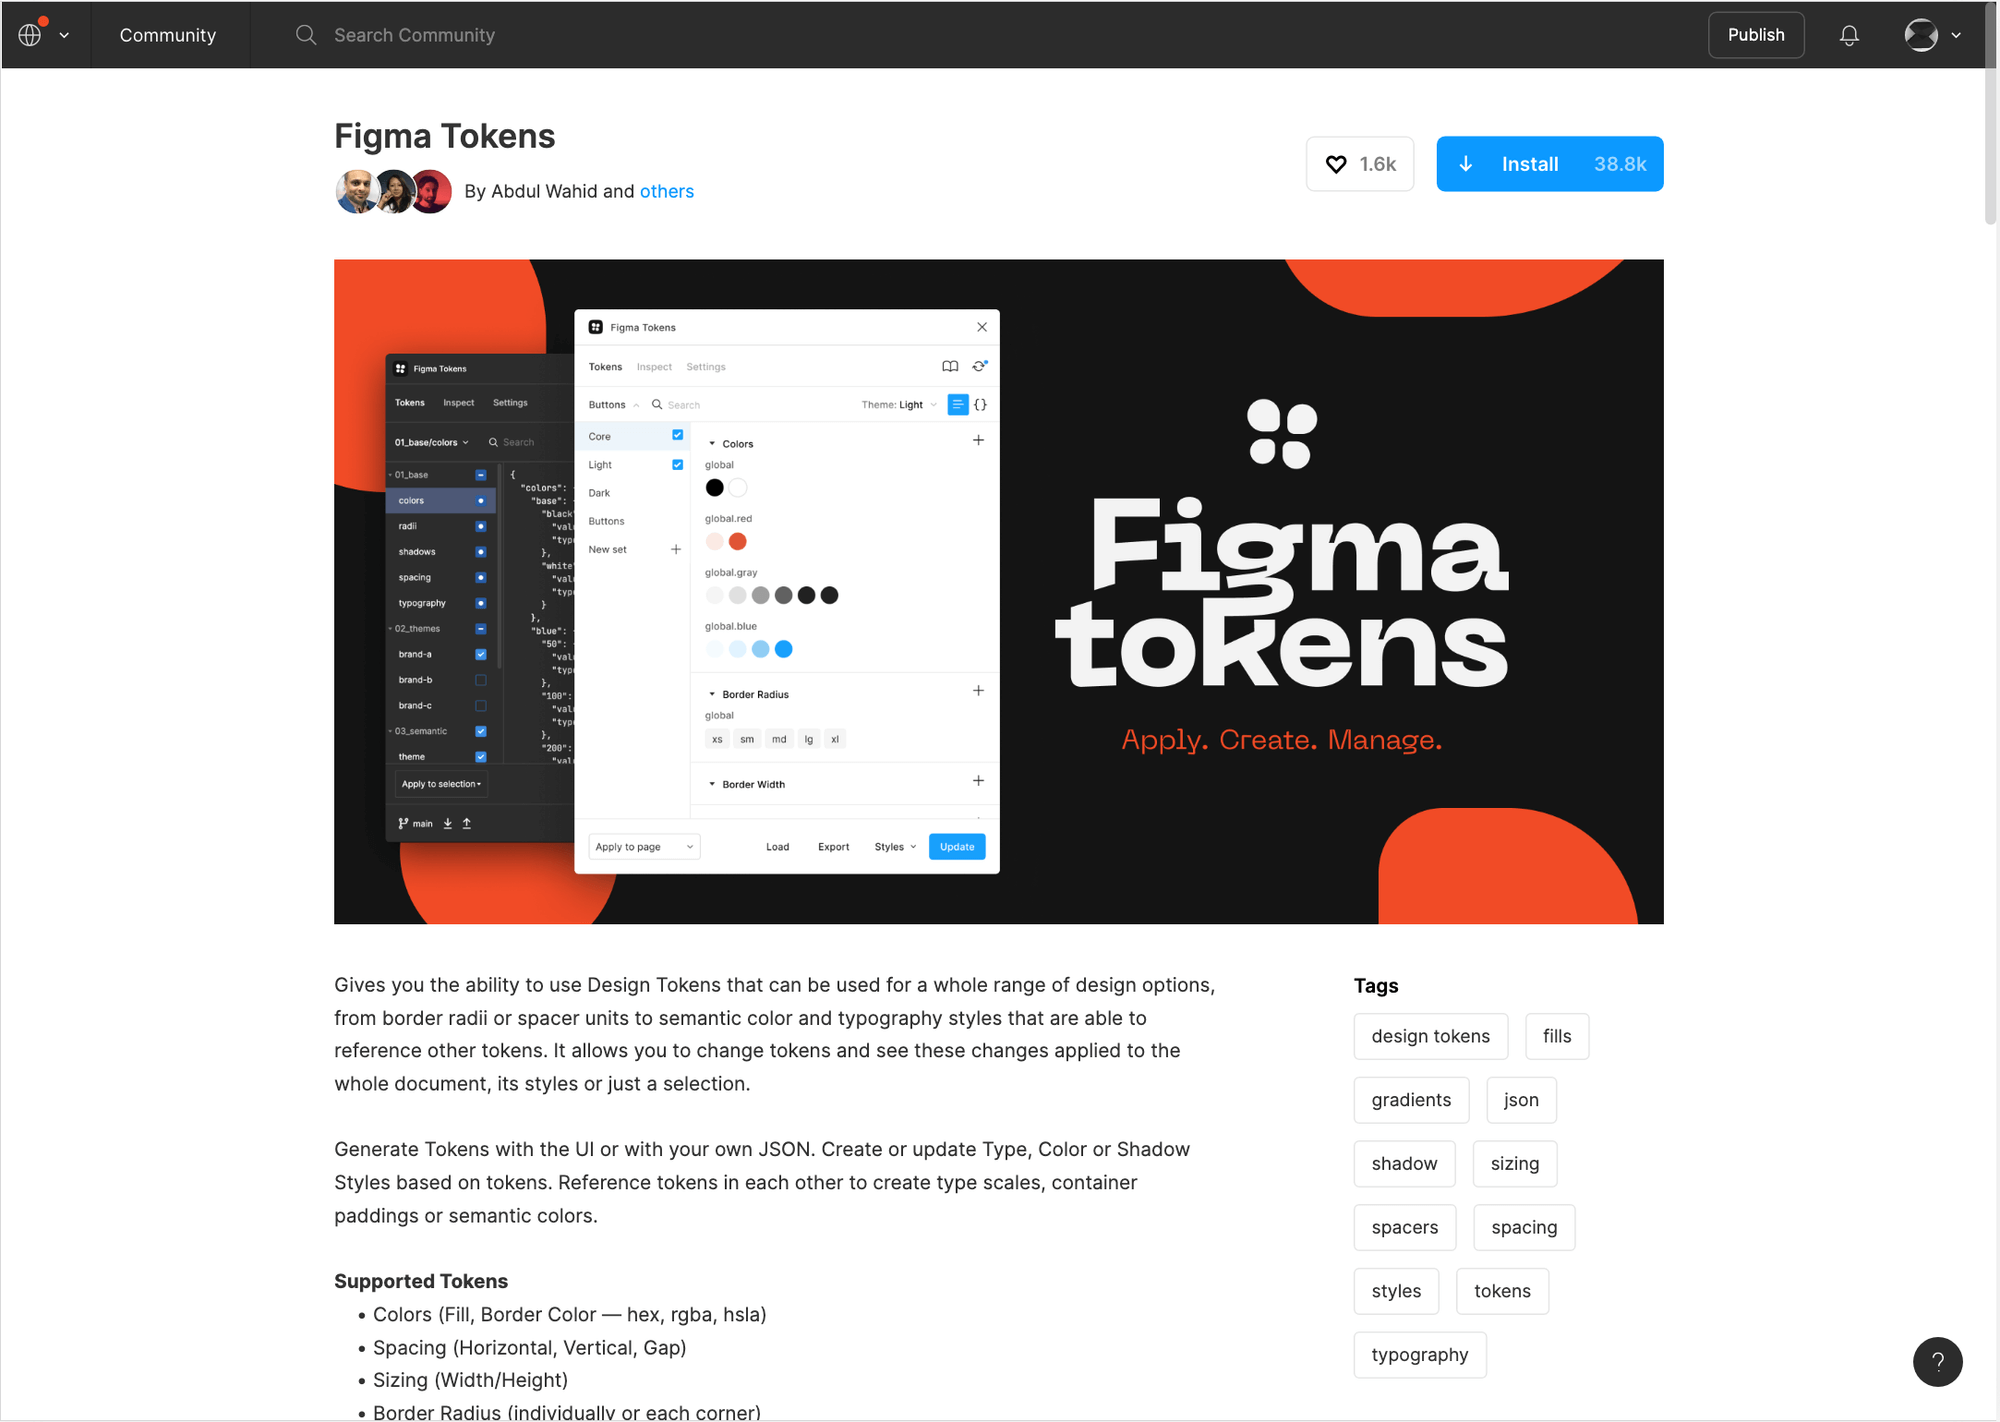 Community
Search Community
Publish
Figma Tokens
By Abdul Wahid and others
1.6k
Install 38.8k
Figma Tokens
Tokens Inspect Settings
01_base/colors Search
01_base
colors
radii
shadows
spacing
typography
02_themes
brand-a
brand-b
brand-c
03_semantic
theme
Apply to selection
main
{
"colors":
"base":
"black"
},
"white"
}
},
"blue": {
"50":
},
"100":
},
"200":
Figma Tokens
Tokens Inspect Settings
Buttons Search Theme: Light {}
Core
Light
Dark
Buttons
New set
Colors
global
global.red
global.gray
global.blue
Border Radius
global
xs sm md lg xl
Border Width
Apply to page Load Export Styles Update
Figma
tokens
Apply. Create. Manage.
Gives you the ability to use Design Tokens that can be used for a whole range of design options,
from border radii or spacer units to semantic color and typography styles that are able to
reference other tokens. It allows you to change tokens and see these changes applied to the
whole document, its styles or just a selection.
Generate Tokens with the UI or with your own JSON. Create or update Type, Color or Shadow
Styles based on tokens. Reference tokens in each other to create type scales, container
paddings or semantic colors.
Supported Tokens
• Colors (Fill, Border Color — hex, rgba, hsla)
• Spacing (Horizontal, Vertical, Gap)
• Sizing (Width/Height)
• Border Radius (individually or each corner)
Tags
design tokens fills
gradients json
shadow sizing
spacers spacing
styles tokens
typography
?